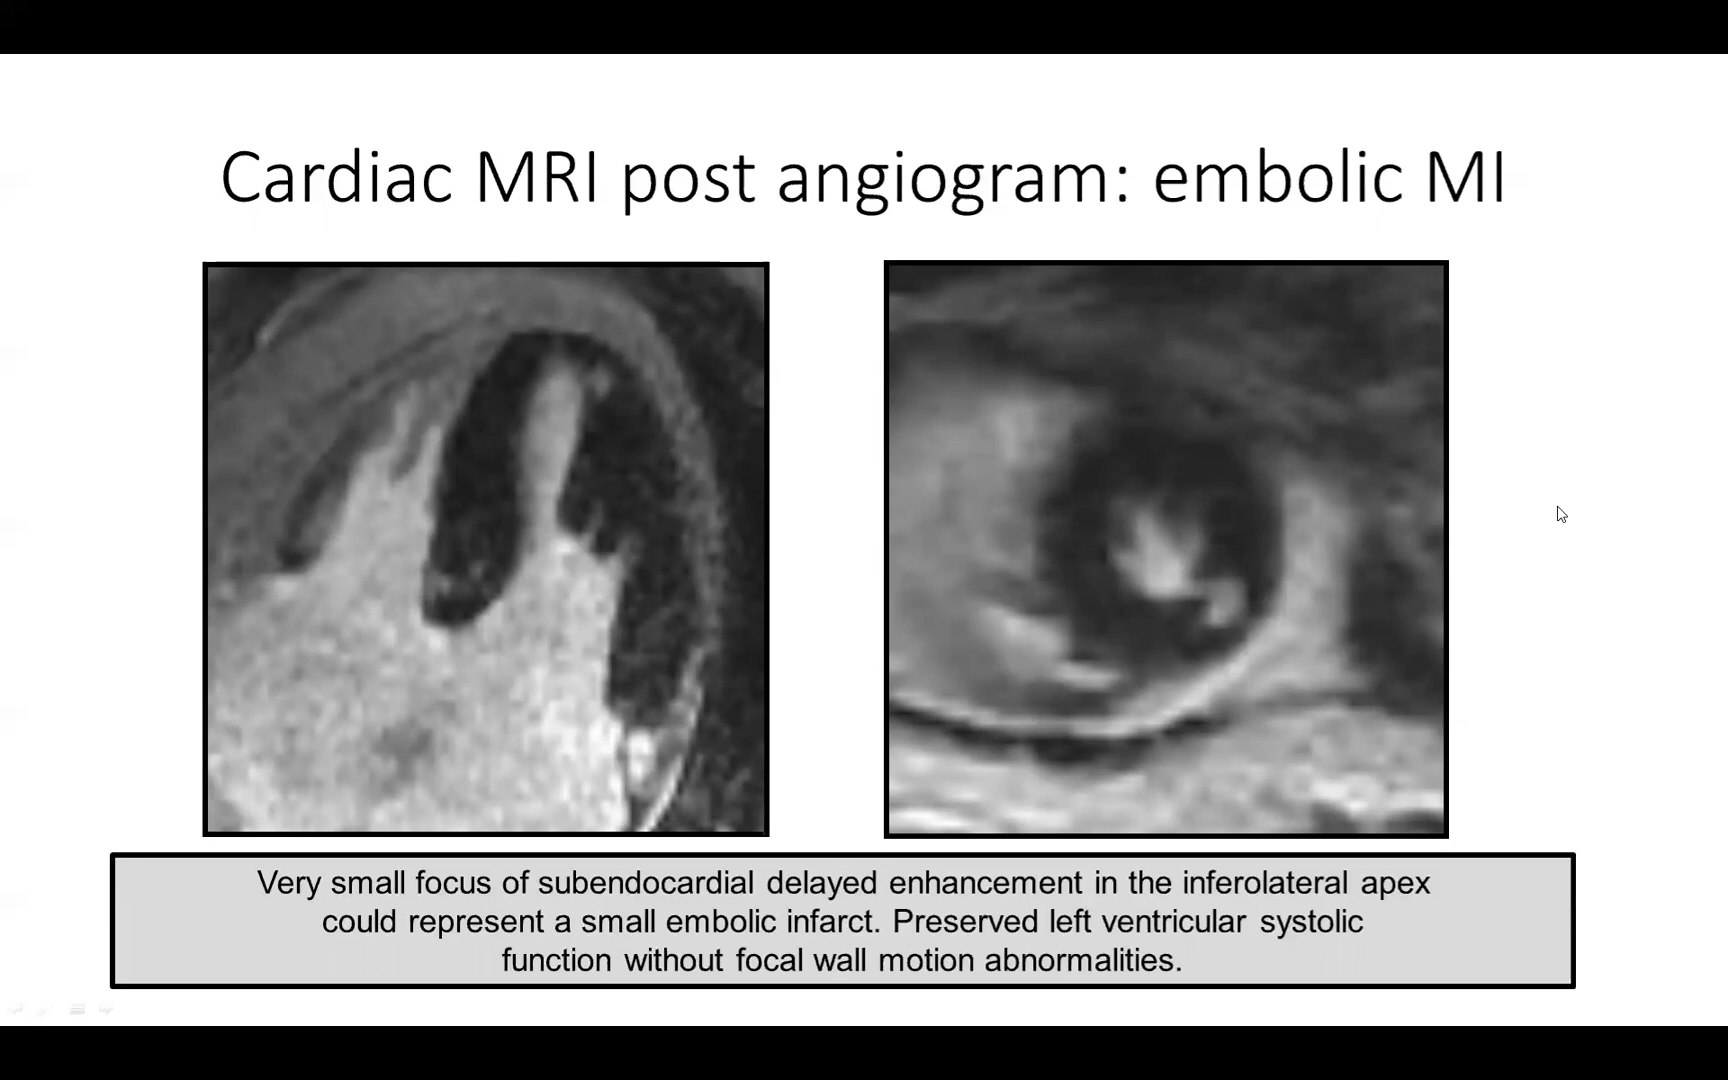 Cardiac MRI post angiogram: embolic MI
Very small focus of subendocardial delayed enhancement in the inferolateral apex
could represent a small embolic infarct. Preserved left ventricular systolic
function without focal wall motion abnormalities.